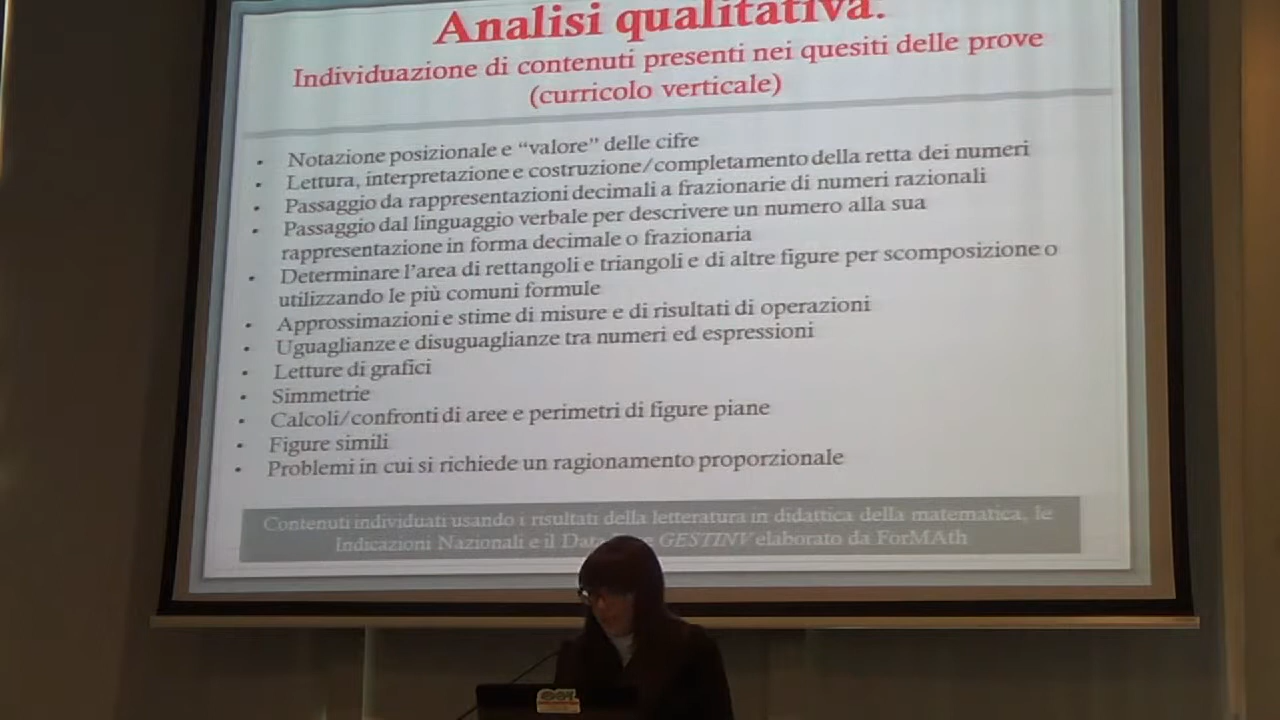 Analisi qualitativa:
Individuazione di contenuti presenti nei quesiti delle prove
(curricolo verticale)
• Notazione posizionale e “valore” delle cifre
• Lettura, interpretazione e costruzione/completamento della retta dei numeri
• Passaggio da rappresentazioni decimali a frazionarie di numeri razionali
• Passaggio dal linguaggio verbale per descrivere un numero alla sua
rappresentazione in forma decimale o frazionaria
• Determinare l’area di rettangoli e triangoli e di altre figure per scomposizione o
utilizzando le più comuni formule
• Approssimazioni e stime di misure e di risultati di operazioni
• Uguaglianze e disuguaglianze tra numeri ed espressioni
• Letture di grafici
• Simmetrie
• Calcoli/confronti di aree e perimetri di figure piane
• Figure simili
• Problemi in cui si richiede un ragionamento proporzionale
Contenuti individuati usando i risultati della letteratura in didattica della matematica, le
Indicazioni Nazionali e il GESTINV elaborato da ForMAth